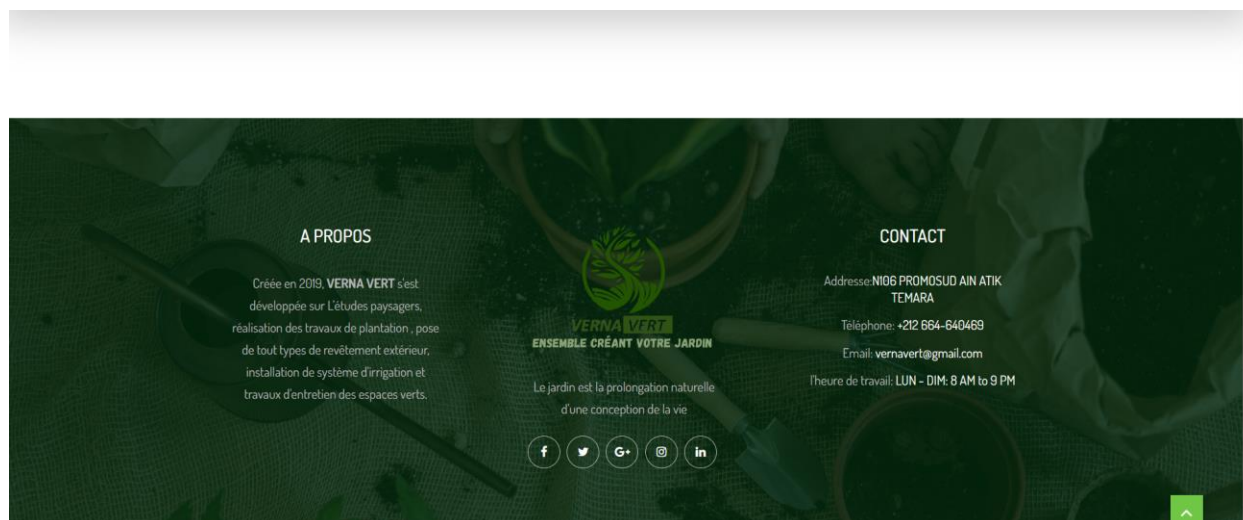 A PROPOS
Créée en 2019, VERNA VERT s'est
développée sur L'études paysagers,
réalisation des travaux de plantation , pose
de tout types de revêtement extérieur,
installation de système d'irrigation et
travaux d'entretien des espaces verts.
VERNA VERT
ENSEMBLE CRÉANT VOTRE JARDIN
Le jardin est la prolongation naturelle
d'une conception de la vie
f
G+
in
CONTACT
Addresse:N106 PROMOSUD AIN ATIK
TEMARA
Téléphone: +212 664-640469
Email: vernavert@gmail.com
l'heure de travail: LUN - DIM: 8 AM to 9 PM